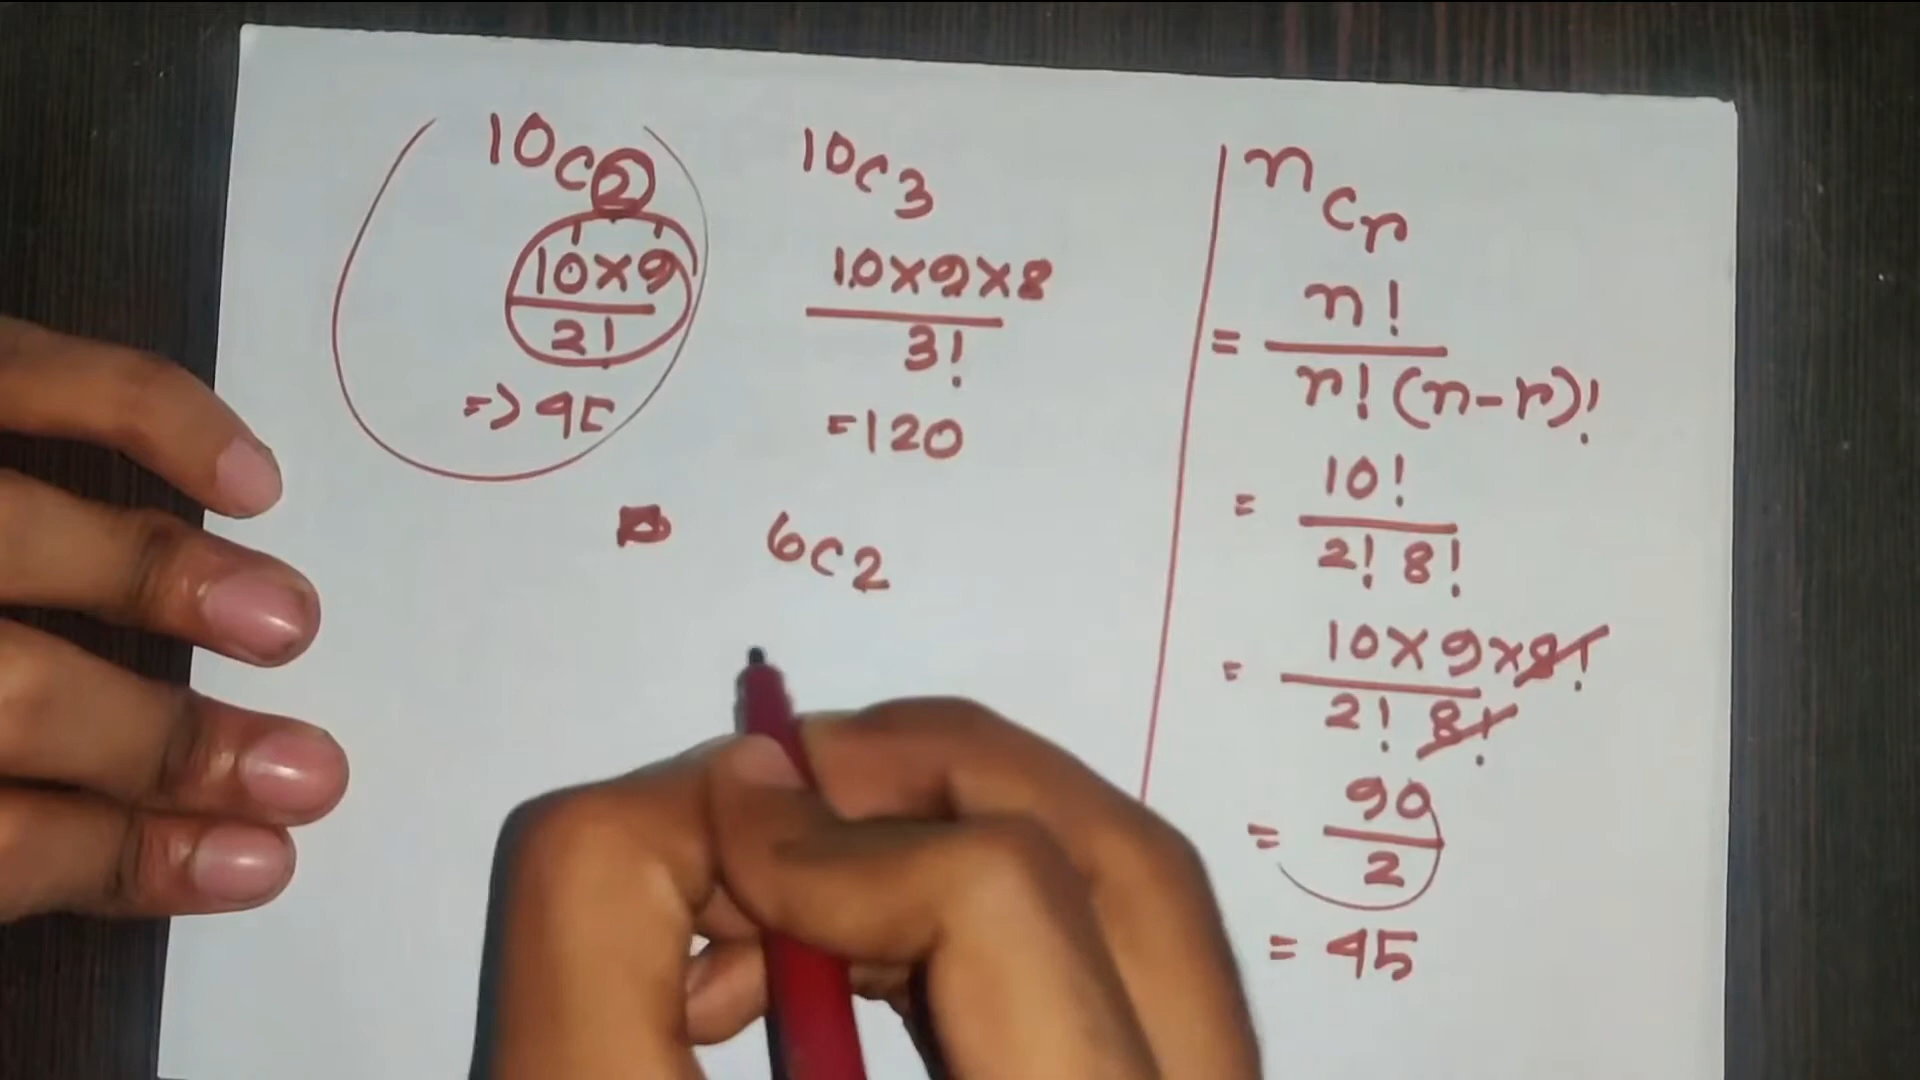 10c2
10×9
2!
=> 45
10c3
10×9×8
3!
=120
6c2
ncr
= n!
r! (n-r)!
= 10!
2! 8!
= 10×9×8!
2! 8!
= 90
2
= 45